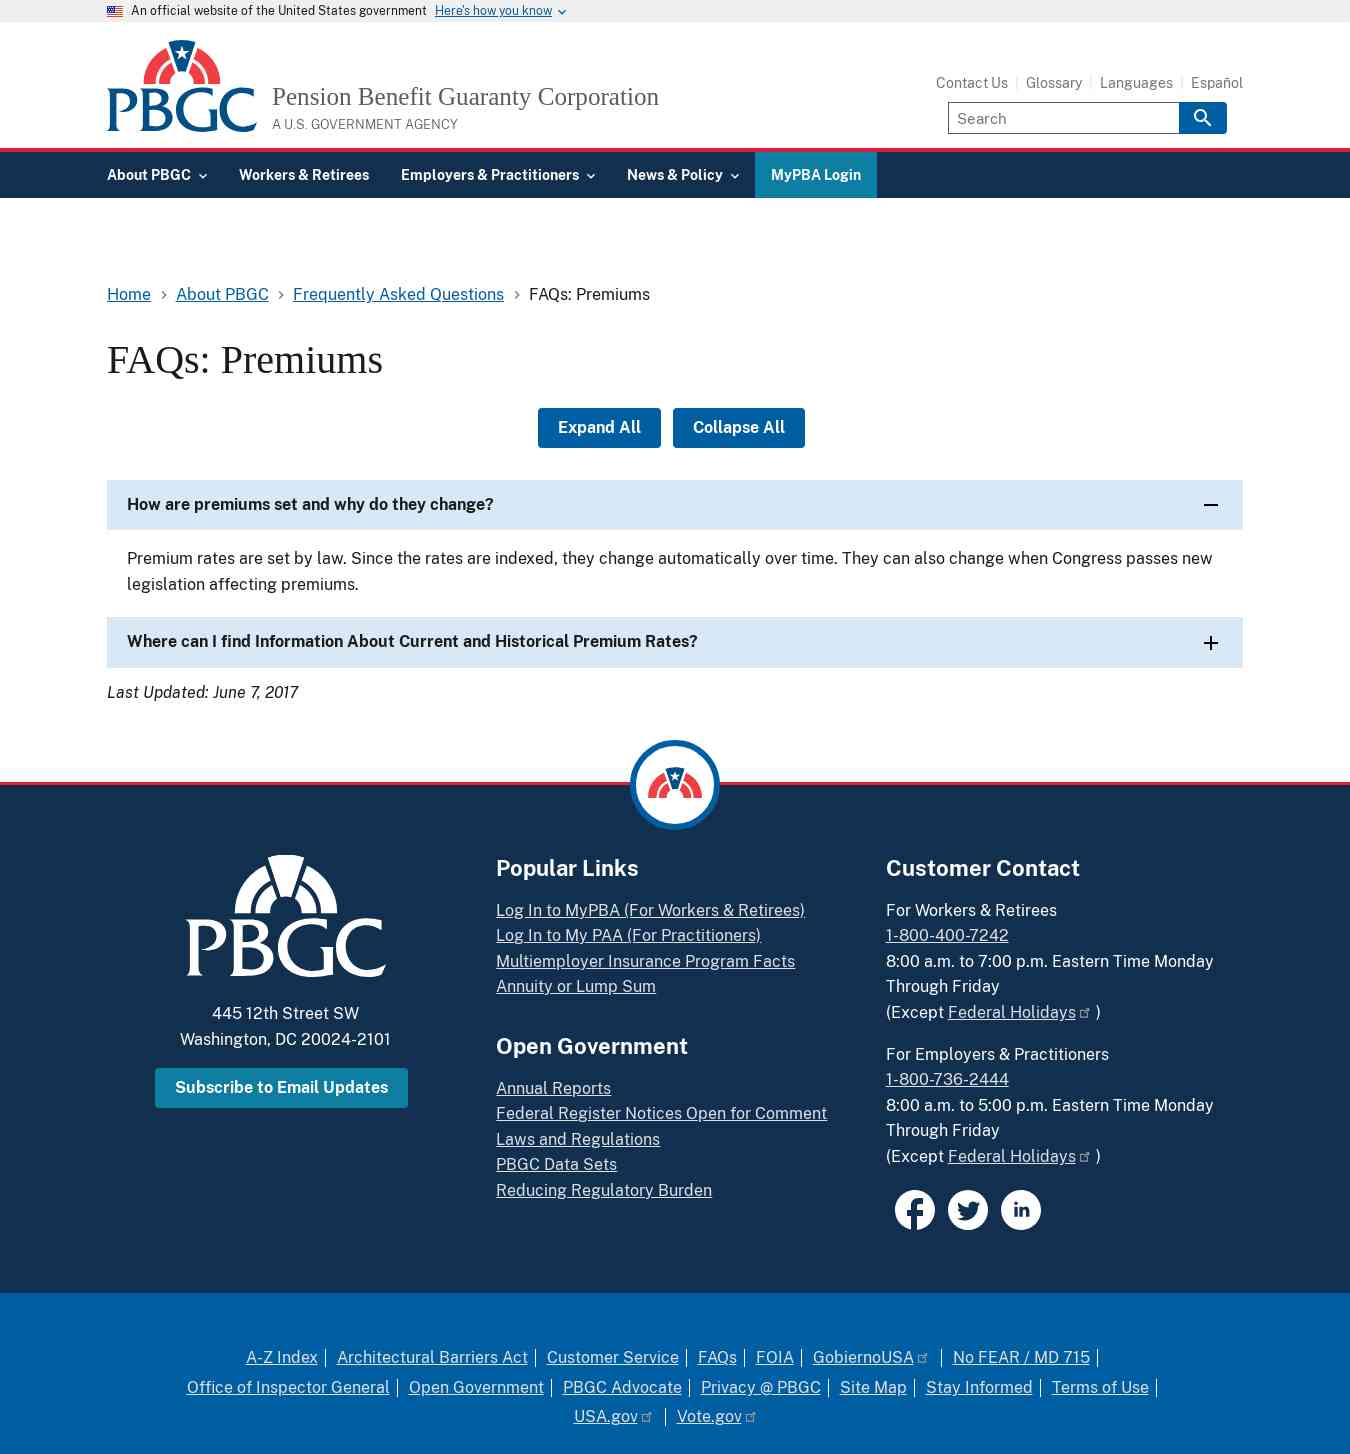 An official website of the United States government Here's how you know
PBGC
Pension Benefit Guaranty Corporation
A U.S. GOVERNMENT AGENCY
Contact Us Glossary Languages Español
Search
About PBGC Workers & Retirees Employers & Practitioners News & Policy MyPBA Login
Home About PBGC Frequently Asked Questions FAQs: Premiums
FAQs: Premiums
Expand All Collapse All
How are premiums set and why do they change?
Premium rates are set by law. Since the rates are indexed, they change automatically over time. They can also change when Congress passes new
legislation affecting premiums.
Where can I find Information About Current and Historical Premium Rates?
Last Updated: June 7, 2017
PBGC
445 12th Street SW
Washington, DC 20024-2101
Subscribe to Email Updates
Popular Links
Log In to MyPBA (For Workers & Retirees)
Log In to My PAA (For Practitioners)
Multiemployer Insurance Program Facts
Annuity or Lump Sum
Open Government
Annual Reports
Federal Register Notices Open for Comment
Laws and Regulations
PBGC Data Sets
Reducing Regulatory Burden
Customer Contact
For Workers & Retirees
1-800-400-7242
8:00 a.m. to 7:00 p.m. Eastern Time Monday
Through Friday
(Except Federal Holidays )
For Employers & Practitioners
1-800-736-2444
8:00 a.m. to 5:00 p.m. Eastern Time Monday
Through Friday
(Except Federal Holidays )
in
A-Z Index Architectural Barriers Act Customer Service FAQs FOIA GobiernoUSA No FEAR / MD 715
Office of Inspector General Open Government PBGC Advocate Privacy @ PBGC Site Map Stay Informed Terms of Use
USA.gov Vote.gov